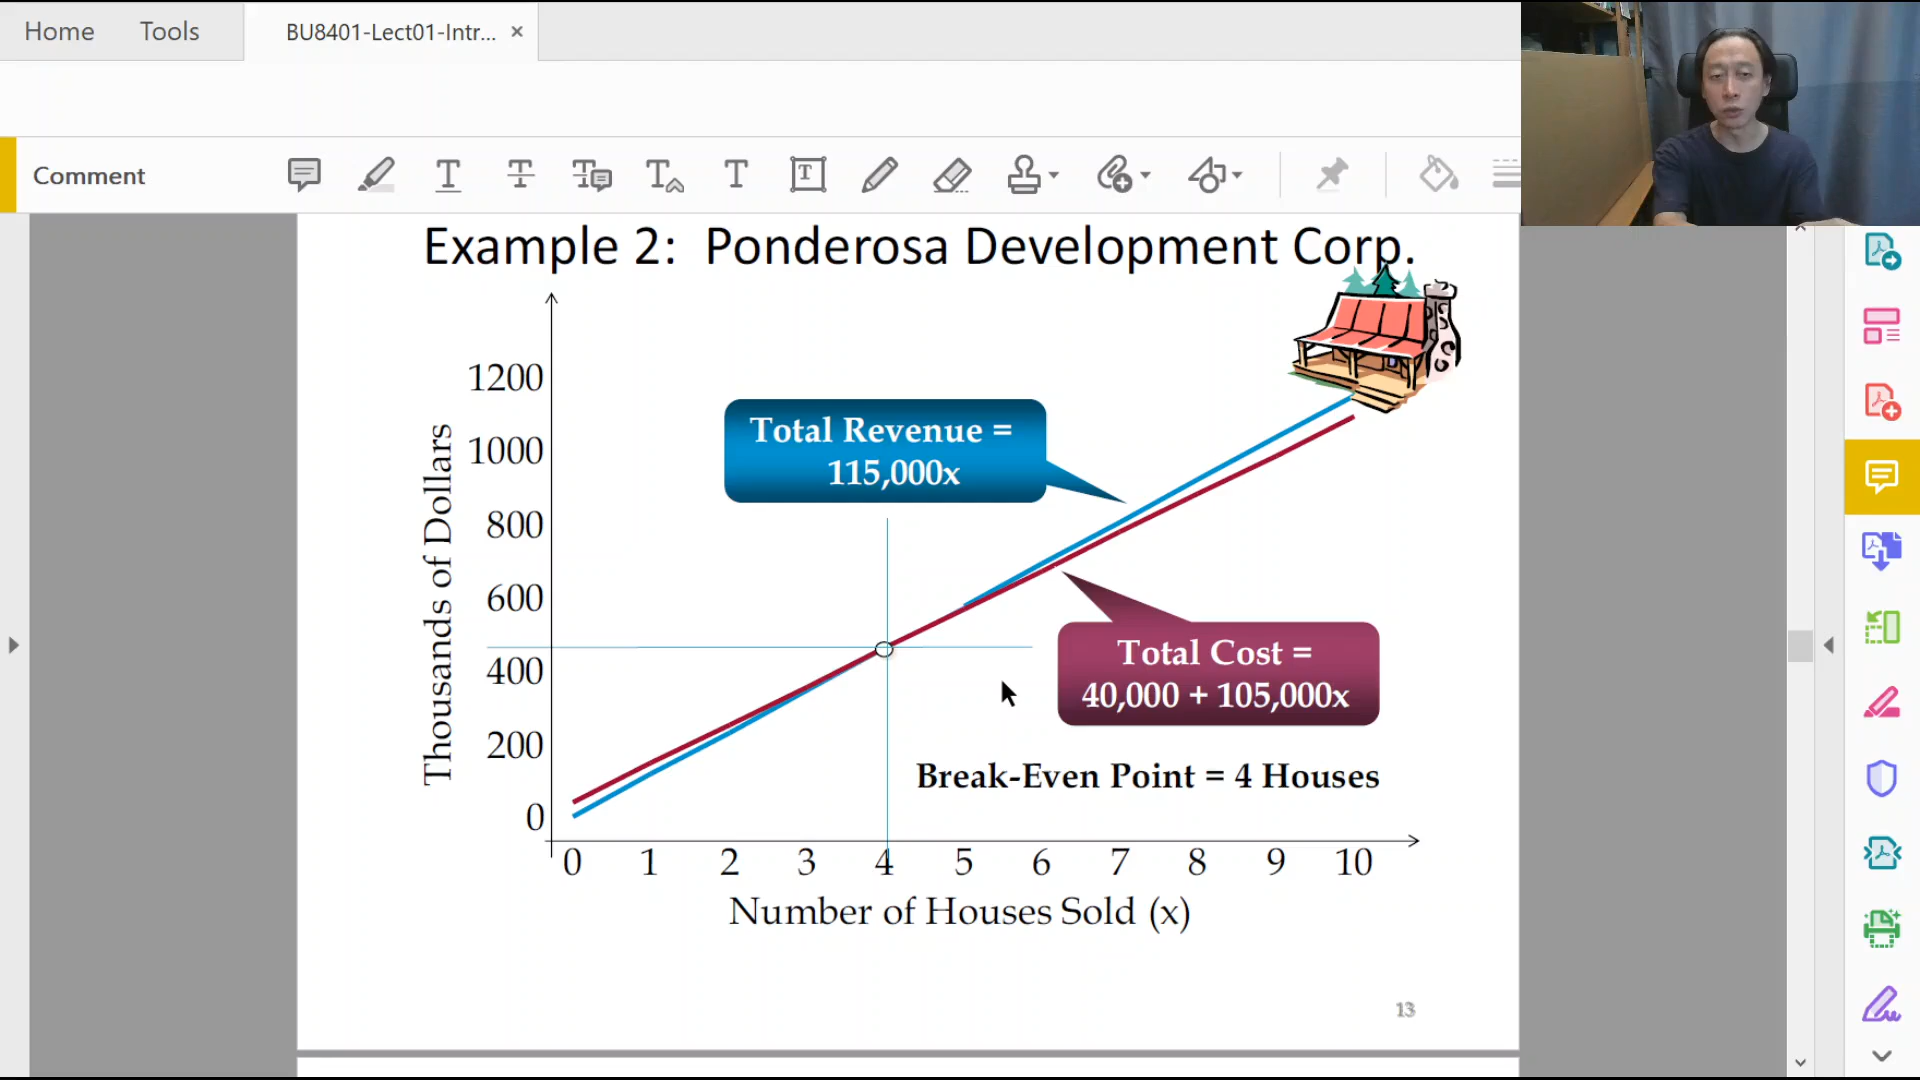 Home Tools BU8401-Lect01-Intr... ×
Comment
Example 2: Ponderosa Development Corp.
1200
1000
800
600
400
200
0
Thousands of Dollars
Total Revenue =
115,000x
Total Cost =
40,000 + 105,000x
Break-Even Point = 4 Houses
0 1 2 3 4 5 6 7 8 9 10
Number of Houses Sold (x)
13